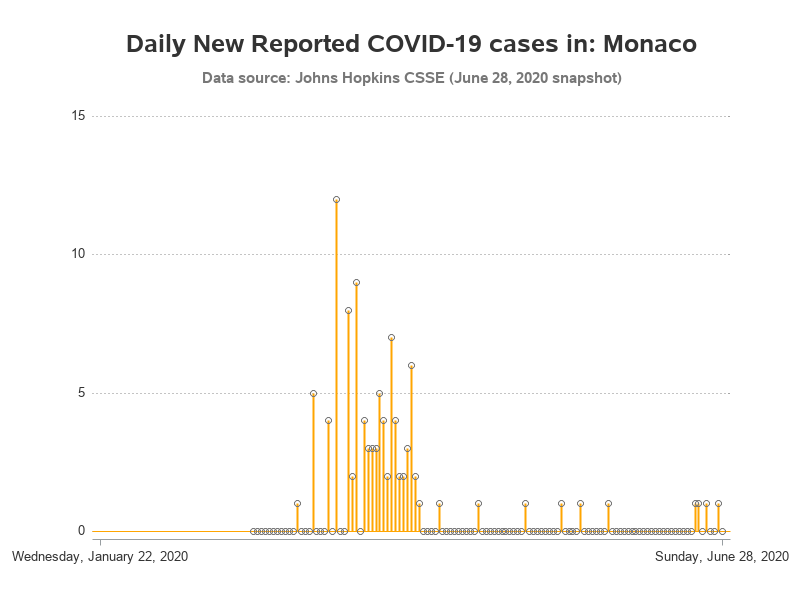 Daily New Reported COVID-19 cases in: Monaco
Data source: Johns Hopkins CSSE (June 28, 2020 snapshot)
15
10
5
0
Wednesday, January 22, 2020 Sunday, June 28, 2020